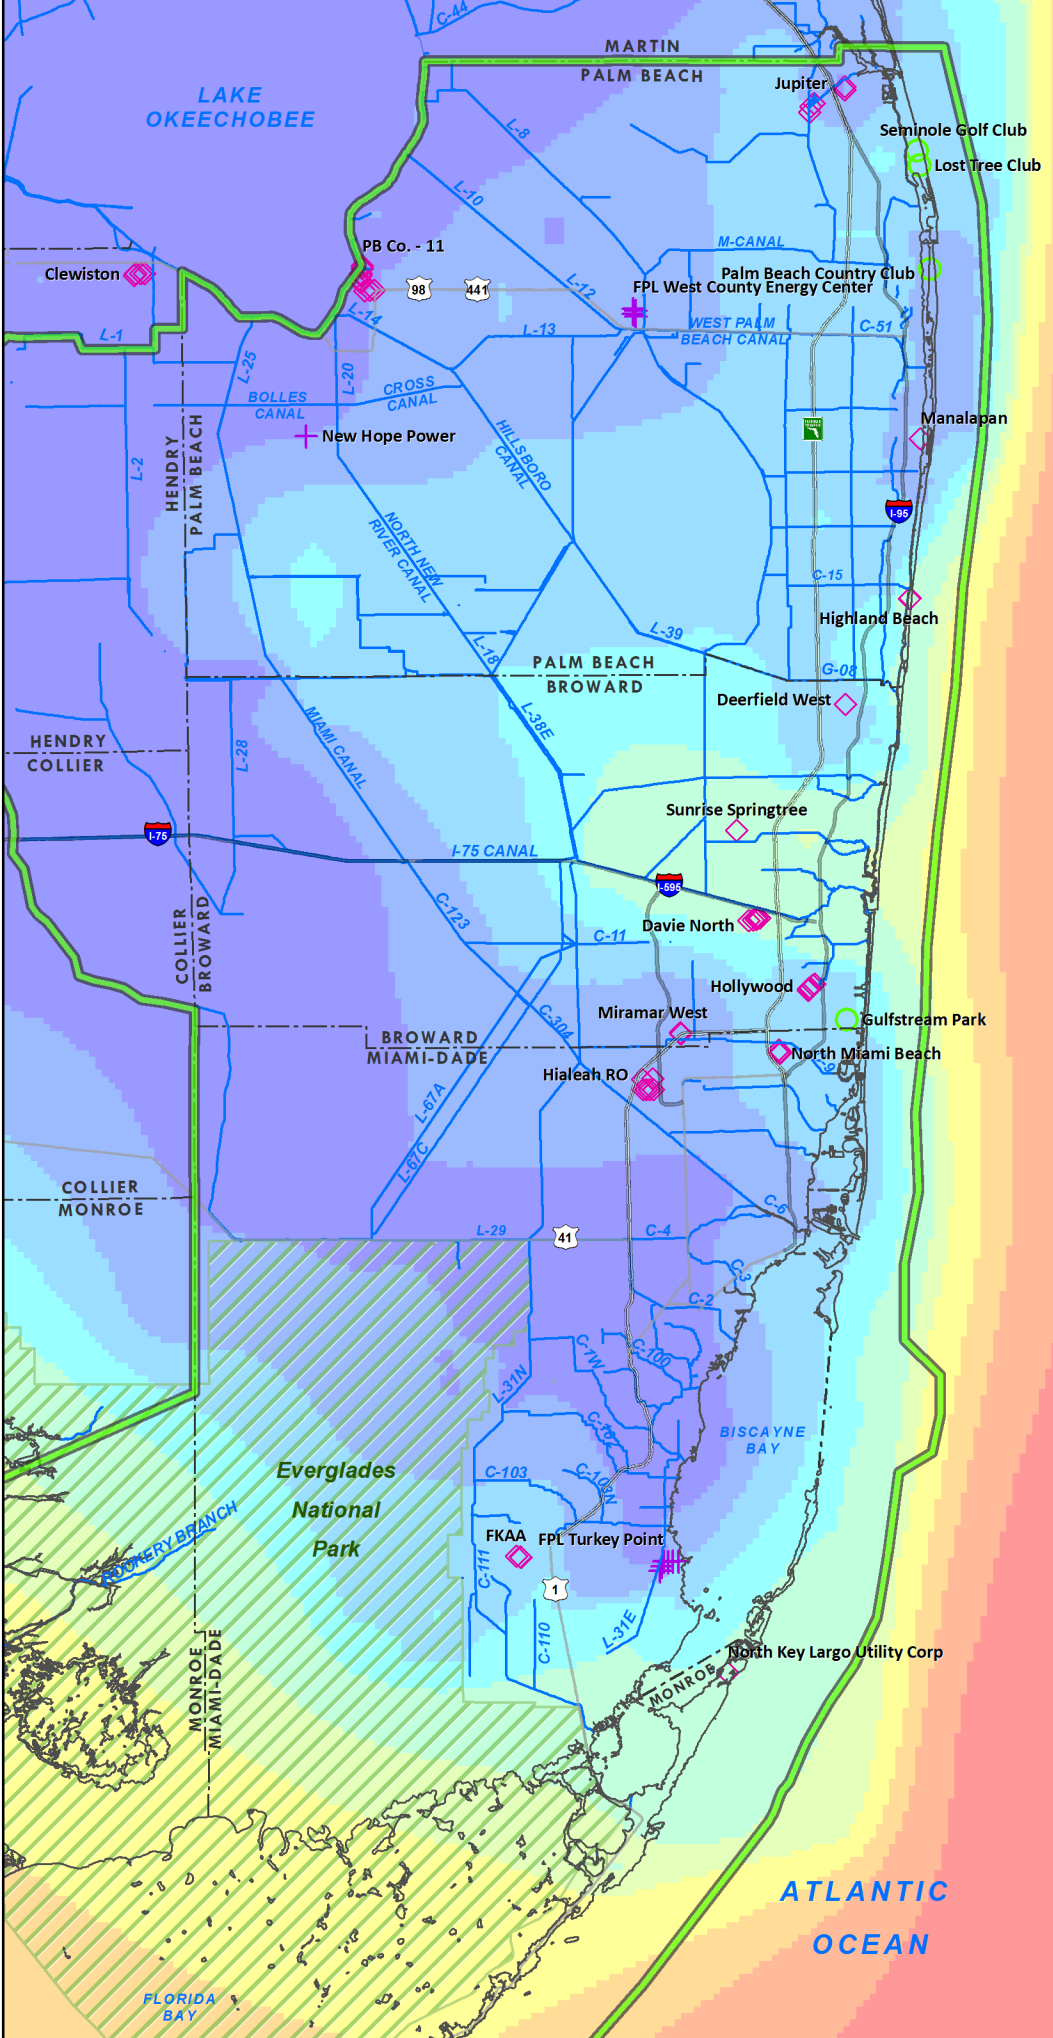 C-44
MARTIN
PALM BEACH
LAKE
OKEECHOBEE
Jupiter
L-8
Seminole Golf Club
Lost Tree Club
L-10
PB Co. - 11
M-CANAL
Clewiston
Palm Beach Country Club
98
441
L-12
FPL West County Energy Center
L-14
WEST PALM
BEACH CANAL
C-51
L-1
L-13
L-25
L-20
CROSS
CANAL
BOLLES
CANAL
Manalapan
New Hope Power
HENDRY
PALM BEACH
L-2
HILLSBORO
CANAL
I-95
NORTH NEW
RIVER CANAL
C-15
Highland Beach
L-39
L-18
PALM BEACH
BROWARD
G-08
Deerfield West
L-38E
MIAMI CANAL
L-28
HENDRY
COLLIER
Sunrise Springtree
I-75
I-75 CANAL
I-595
C-123
COLLIER
BROWARD
Davie North
C-11
Hollywood
C-304
Miramar West
Gulfstream Park
BROWARD
MIAMI-DADE
North Miami Beach
C-9
Hialeah RO
L-67A
L-67C
COLLIER
MONROE
C-6
L-29
41
C-4
C-3
C-2
C-1W
C-100
L-31N
C-102
BISCAYNE
BAY
Everglades
National
Park
C-103
C-103N
ROOKERY BRANCH
FKAA
FPL Turkey Point
C-111
1
L-31E
C-110
MONROE
MIAMI-DADE
North Key Largo Utility Corp
MONROE
ATLANTIC
OCEAN
FLORIDA
BAY